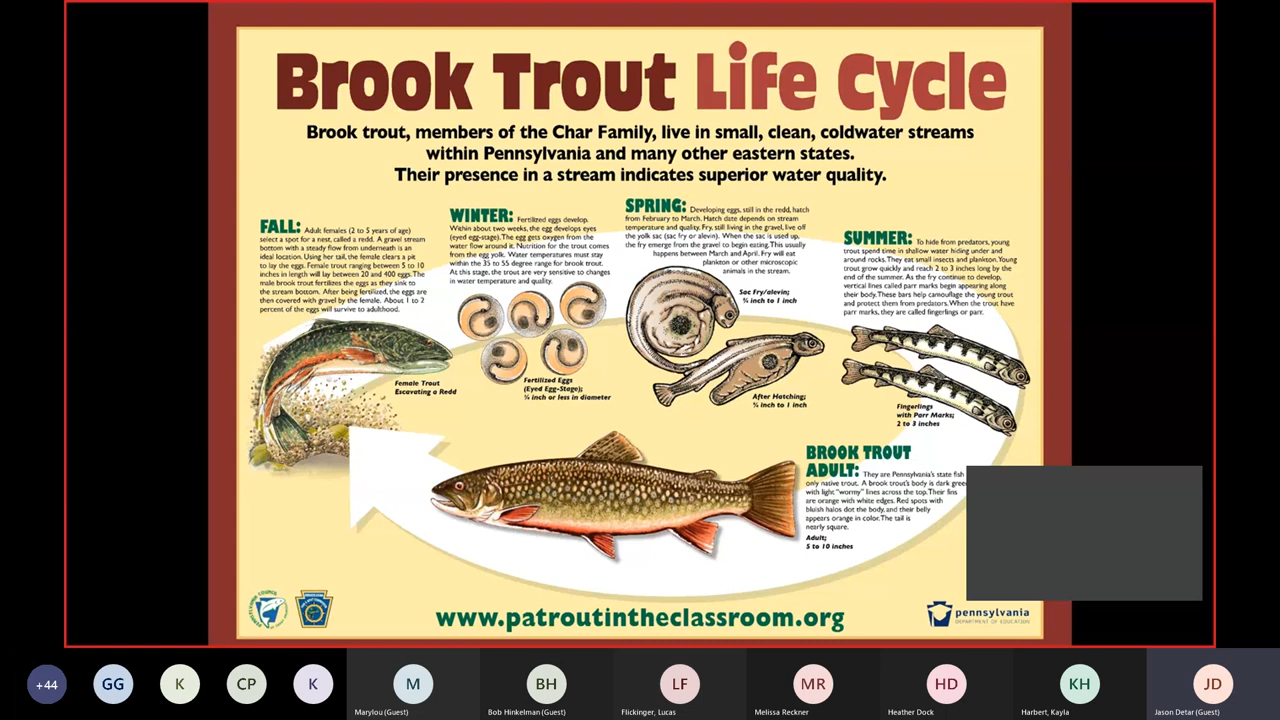 Brook Trout Life Cycle
Brook trout, members of the Char Family, live in small, clean, coldwater streams
within Pennsylvania and many other eastern states.
Their presence in a stream indicates superior water quality.
FALL: Adult females (2 to 5 years of age)
select a spot for a nest, called a redd. A gravel stream
bottom with a steady flow from underneath is an
ideal location. Using her tail, the female clears a pit
to lay the eggs. Female trout ranging between 5 to 10
inches in length will lay between 20 and 400 eggs. The
male brook trout fertilizes the eggs as they sink to
the stream bottom. After being fertilized, the eggs are
then covered with gravel by the female. About 1 to 2
percent of the eggs will survive to adulthood.
Female Trout
Excavating a Redd
WINTER: Fertilized eggs develop.
Within about two weeks, the egg develops eyes
(eyed egg-stage). The egg gets oxygen from the
water flow around it. Nutrition for the trout comes
from the egg yolk. Water temperatures must stay
within the 35 to 55 degree range for brook trout.
At this stage, the trout are very sensitive to changes
in water temperature and quality.
Fertilized Eggs
(Eyed Egg-Stage);
inch or less in diameter
SPRING: Developing eggs, still in the redd, hatch
from February to March. Hatch date depends on stream
temperature and quality. Fry, still living in the gravel, live off
the yolk sac (sac fry or alevin). When the sac is used up,
the fry emerge from the gravel to begin eating. This usually
happens between March and April. Fry will eat
plankton or other microscopic
animals in the stream.
Sac Fry/alevin;
inch to 1 inch
After Hatching;
inch to 1 inch
SUMMER: To hide from predators, young
trout spend time in shallow water hiding under and
around rocks. They eat small insects and plankton. Young
trout grow quickly and reach 2 to 3 inches long by the
end of the summer. As the fry continue to develop,
vertical lines called parr marks begin appearing along
their body. These bars help camouflage the young trout
and protect them from predators. When the trout have
parr marks, they are called fingerlings or parr.
Fingerlings
with Parr Marks;
2 to 3 inches
BROOK TROUT
ADULT: They are Pennsylvania's state fish
only native trout. A brook trout's body is dark
with light "wormy" lines across the top. Their fins
are orange with white edges. Red spots with
bluish halos dot the body, and their belly
appears orange in color. The tail is
nearly square.
Adult;
5 to 10 inches
www.patroutintheclassroom.org
pennsylvania
DEPARTMENT OF EDUCATION
+44
GG
K
CP
K
M
BH
LF
MR
HD
KH
JD
Marylou (Guest)
Bob Hinkelman (Guest)
Flickinger, Lucas
Melissa Reckner
Heather Dock
Harbert, Kayla
Jason Detar (Guest)